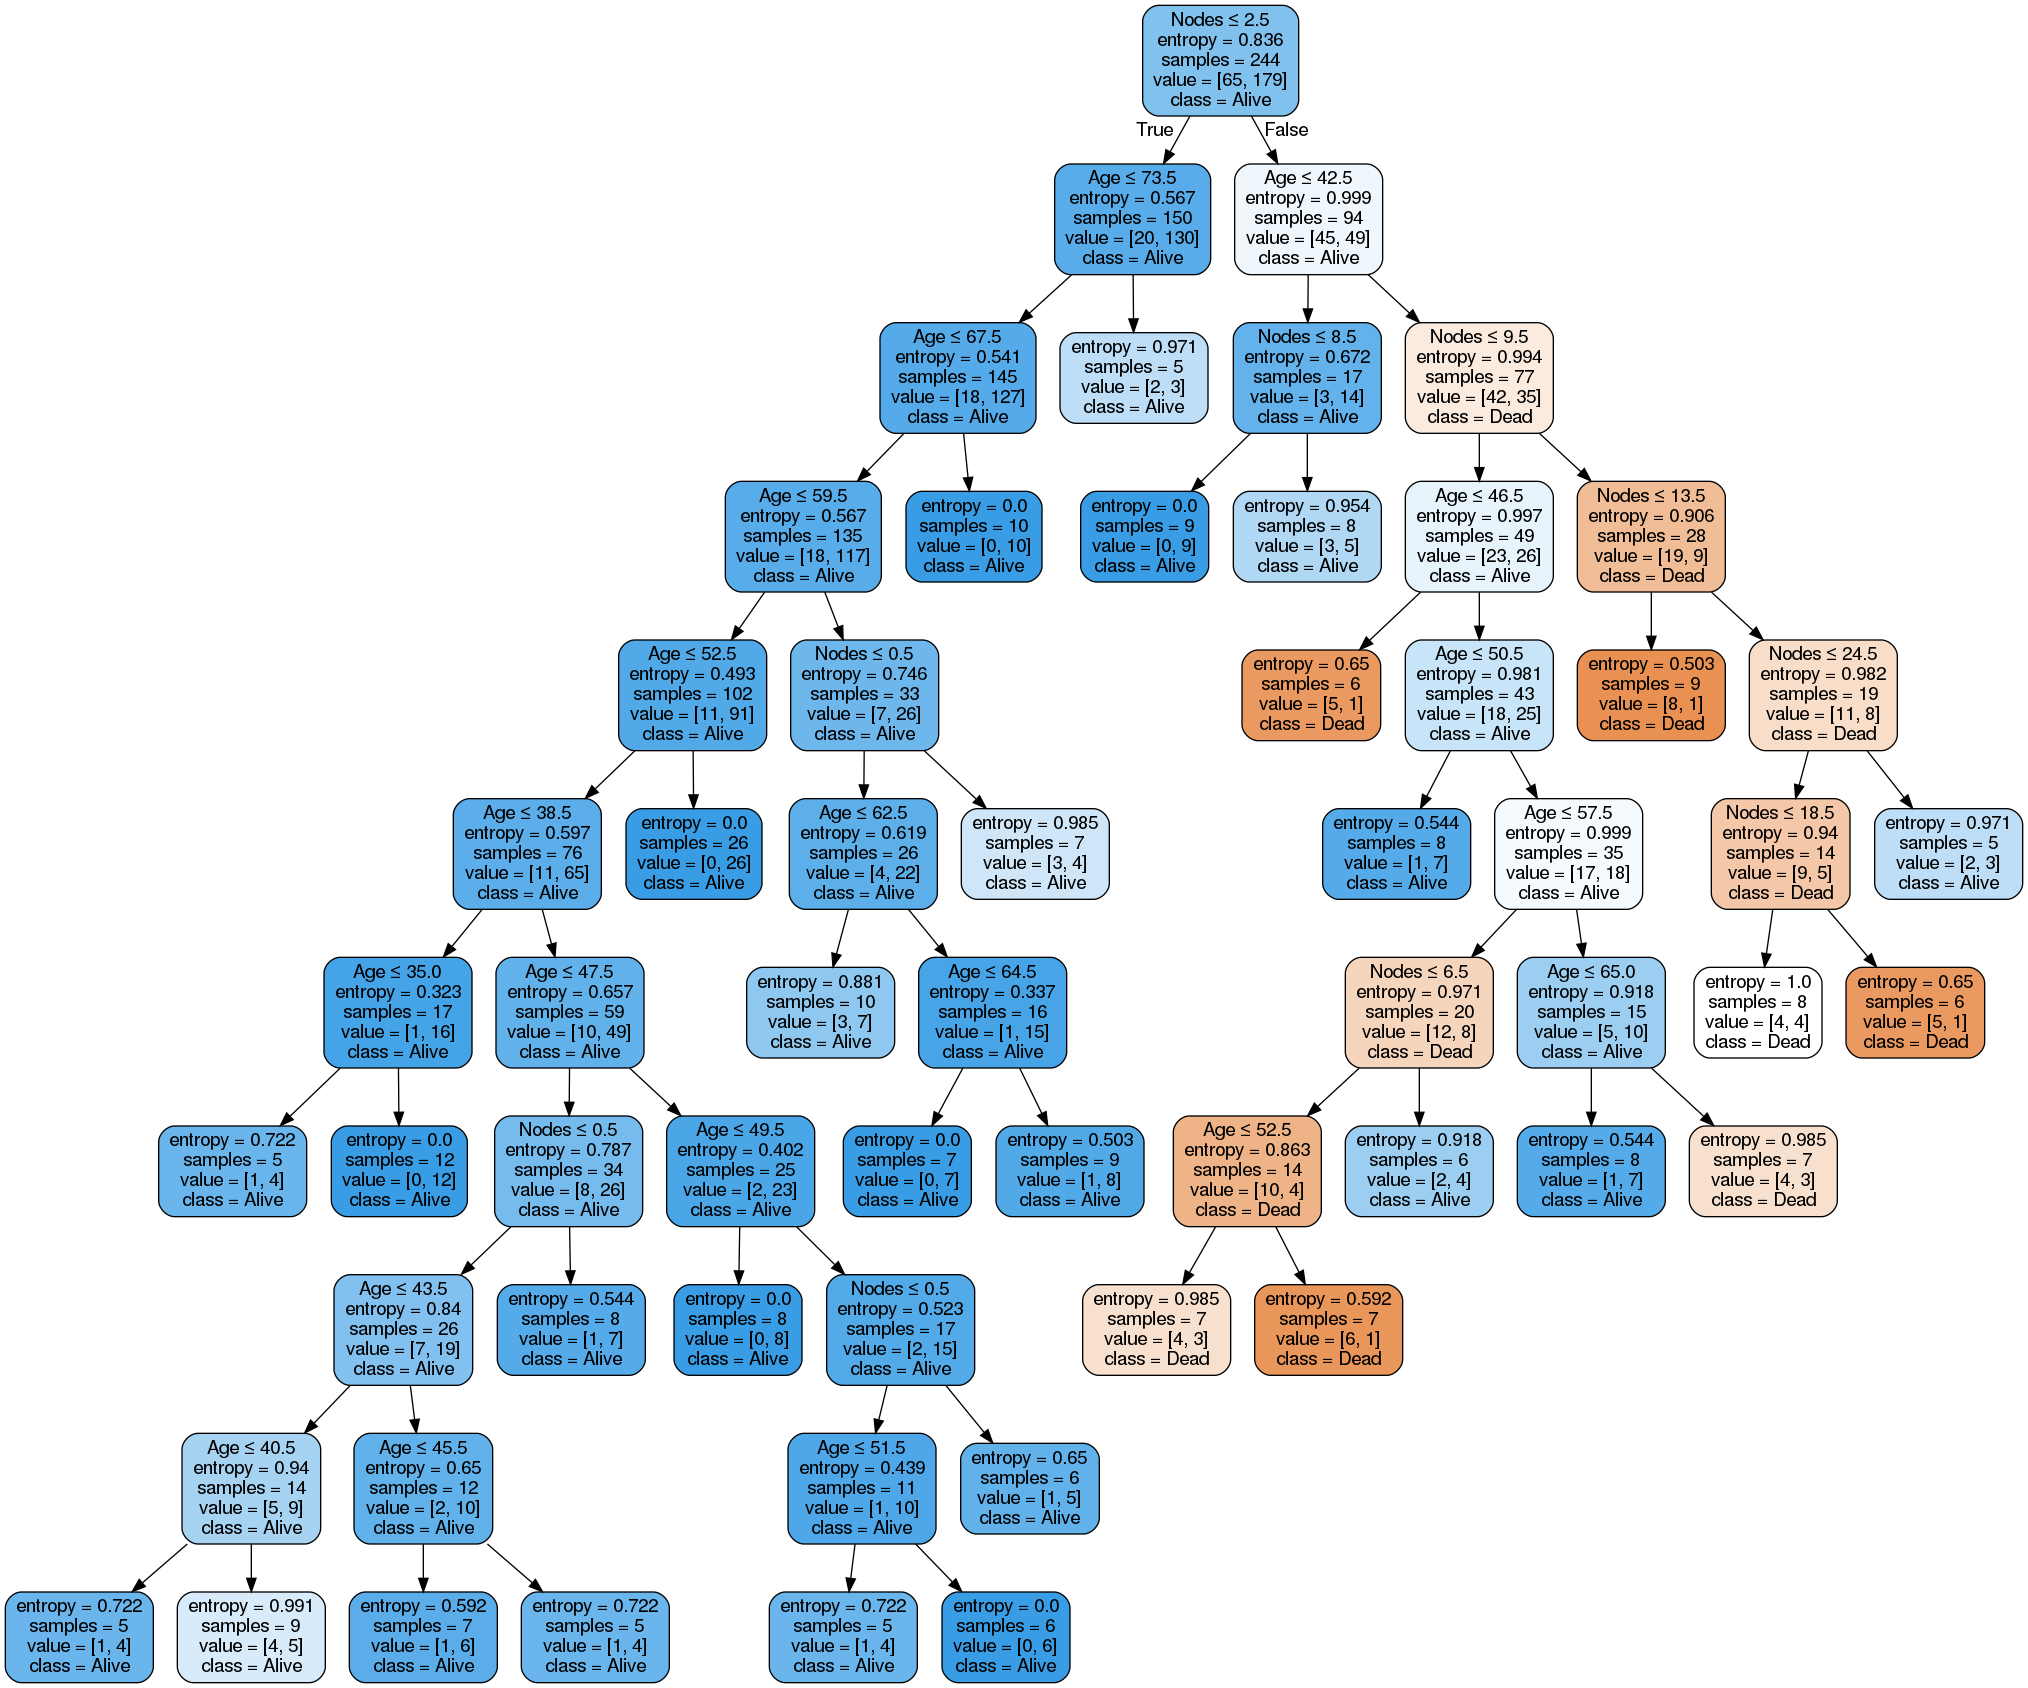 Nodes ≤ 2.5
entropy = 0.836
samples = 244
value = [65, 179]
class = Alive
True
False
Age ≤ 73.5
entropy = 0.567
samples = 150
value = [20, 130]
class = Alive
Age ≤ 42.5
entropy = 0.999
samples = 94
value = [45, 49]
class = Alive
Age ≤ 67.5
entropy = 0.541
samples = 145
value = [18, 127]
class = Alive
entropy = 0.971
samples = 5
value = [2, 3]
class = Alive
Nodes ≤ 8.5
entropy = 0.672
samples = 17
value = [3, 14]
class = Alive
Nodes ≤ 9.5
entropy = 0.994
samples = 77
value = [42, 35]
class = Dead
Age ≤ 59.5
entropy = 0.567
samples = 135
value = [18, 117]
class = Alive
entropy = 0.0
samples = 10
value = [0, 10]
class = Alive
entropy = 0.0
samples = 9
value = [0, 9]
class = Alive
entropy = 0.954
samples = 8
value = [3, 5]
class = Alive
Age ≤ 46.5
entropy = 0.997
samples = 49
value = [23, 26]
class = Alive
Nodes ≤ 13.5
entropy = 0.906
samples = 28
value = [19, 9]
class = Dead
Age ≤ 52.5
entropy = 0.493
samples = 102
value = [11, 91]
class = Alive
Nodes ≤ 0.5
entropy = 0.746
samples = 33
value = [7, 26]
class = Alive
entropy = 0.65
samples = 6
value = [5, 1]
class = Dead
Age ≤ 50.5
entropy = 0.981
samples = 43
value = [18, 25]
class = Alive
entropy = 0.503
samples = 9
value = [8, 1]
class = Dead
Nodes ≤ 24.5
entropy = 0.982
samples = 19
value = [11, 8]
class = Dead
Age ≤ 38.5
entropy = 0.597
samples = 76
value = [11, 65]
class = Alive
entropy = 0.0
samples = 26
value = [0, 26]
class = Alive
Age ≤ 62.5
entropy = 0.619
samples = 26
value = [4, 22]
class = Alive
entropy = 0.985
samples = 7
value = [3, 4]
class = Alive
entropy = 0.544
samples = 8
value = [1, 7]
class = Alive
Age ≤ 57.5
entropy = 0.999
samples = 35
value = [17, 18]
class = Alive
Nodes ≤ 18.5
entropy = 0.94
samples = 14
value = [9, 5]
class = Dead
entropy = 0.971
samples = 5
value = [2, 3]
class = Alive
Age ≤ 35.0
entropy = 0.323
samples = 17
value = [1, 16]
class = Alive
Age ≤ 47.5
entropy = 0.657
samples = 59
value = [10, 49]
class = Alive
entropy = 0.881
samples = 10
value = [3, 7]
class = Alive
Age ≤ 64.5
entropy = 0.337
samples = 16
value = [1, 15]
class = Alive
Nodes ≤ 6.5
entropy = 0.971
samples = 20
value = [12, 8]
class = Dead
Age ≤ 65.0
entropy = 0.918
samples = 15
value = [5, 10]
class = Alive
entropy = 1.0
samples = 8
value = [4, 4]
class = Dead
entropy = 0.65
samples = 6
value = [5, 1]
class = Dead
entropy = 0.722
samples = 5
value = [1, 4]
class = Alive
entropy = 0.0
samples = 12
value = [0, 12]
class = Alive
Nodes ≤ 0.5
entropy = 0.787
samples = 34
value = [8, 26]
class = Alive
Age ≤ 49.5
entropy = 0.402
samples = 25
value = [2, 23]
class = Alive
entropy = 0.0
samples = 7
value = [0, 7]
class = Alive
entropy = 0.503
samples = 9
value = [1, 8]
class = Alive
Age ≤ 52.5
entropy = 0.863
samples = 14
value = [10, 4]
class = Dead
entropy = 0.918
samples = 6
value = [2, 4]
class = Alive
entropy = 0.544
samples = 8
value = [1, 7]
class = Alive
entropy = 0.985
samples = 7
value = [4, 3]
class = Dead
Age ≤ 43.5
entropy = 0.84
samples = 26
value = [7, 19]
class = Alive
entropy = 0.544
samples = 8
value = [1, 7]
class = Alive
entropy = 0.0
samples = 8
value = [0, 8]
class = Alive
Nodes ≤ 0.5
entropy = 0.523
samples = 17
value = [2, 15]
class = Alive
entropy = 0.985
samples = 7
value = [4, 3]
class = Dead
entropy = 0.592
samples = 7
value = [6, 1]
class = Dead
Age ≤ 40.5
entropy = 0.94
samples = 14
value = [5, 9]
class = Alive
Age ≤ 45.5
entropy = 0.65
samples = 12
value = [2, 10]
class = Alive
Age ≤ 51.5
entropy = 0.439
samples = 11
value = [1, 10]
class = Alive
entropy = 0.65
samples = 6
value = [1, 5]
class = Alive
entropy = 0.722
samples = 5
value = [1, 4]
class = Alive
entropy = 0.991
samples = 9
value = [4, 5]
class = Alive
entropy = 0.592
samples = 7
value = [1, 6]
class = Alive
entropy = 0.722
samples = 5
value = [1, 4]
class = Alive
entropy = 0.722
samples = 5
value = [1, 4]
class = Alive
entropy = 0.0
samples = 6
value = [0, 6]
class = Alive